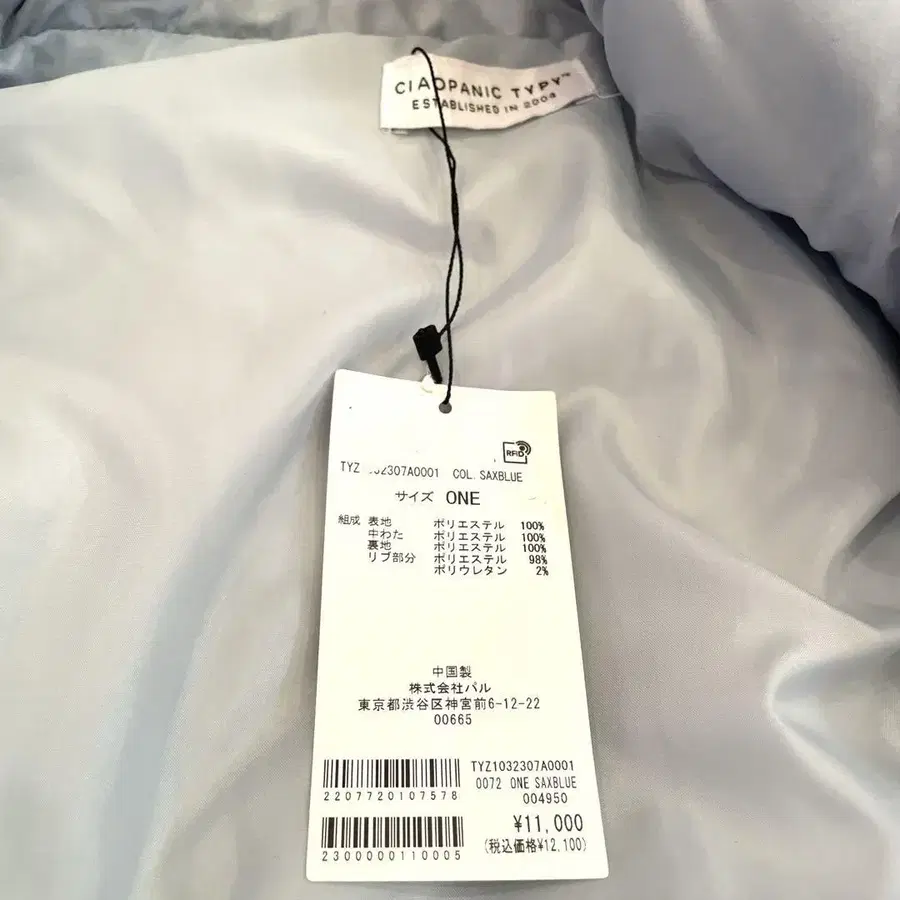 CIAOPANIC TYPY™
ESTABLISHED IN 2004
RFID
TYZ 032307A0001 COL. SAXBLUE
サイズ ONE
組成 表地 ポリエステル 100%
中わた ポリエステル 100%
裏地 ポリエステル 100%
リブ部分 ポリエステル 98%
ポリウレタン 2%
中国製
株式会社パル
東京都渋谷区神宮前6-12-22
00665
TYZ1032307A0001
2207720107578
0072 ONE SAXBLUE
004950
¥11,000
2300000110005
(税込価格¥12,100)